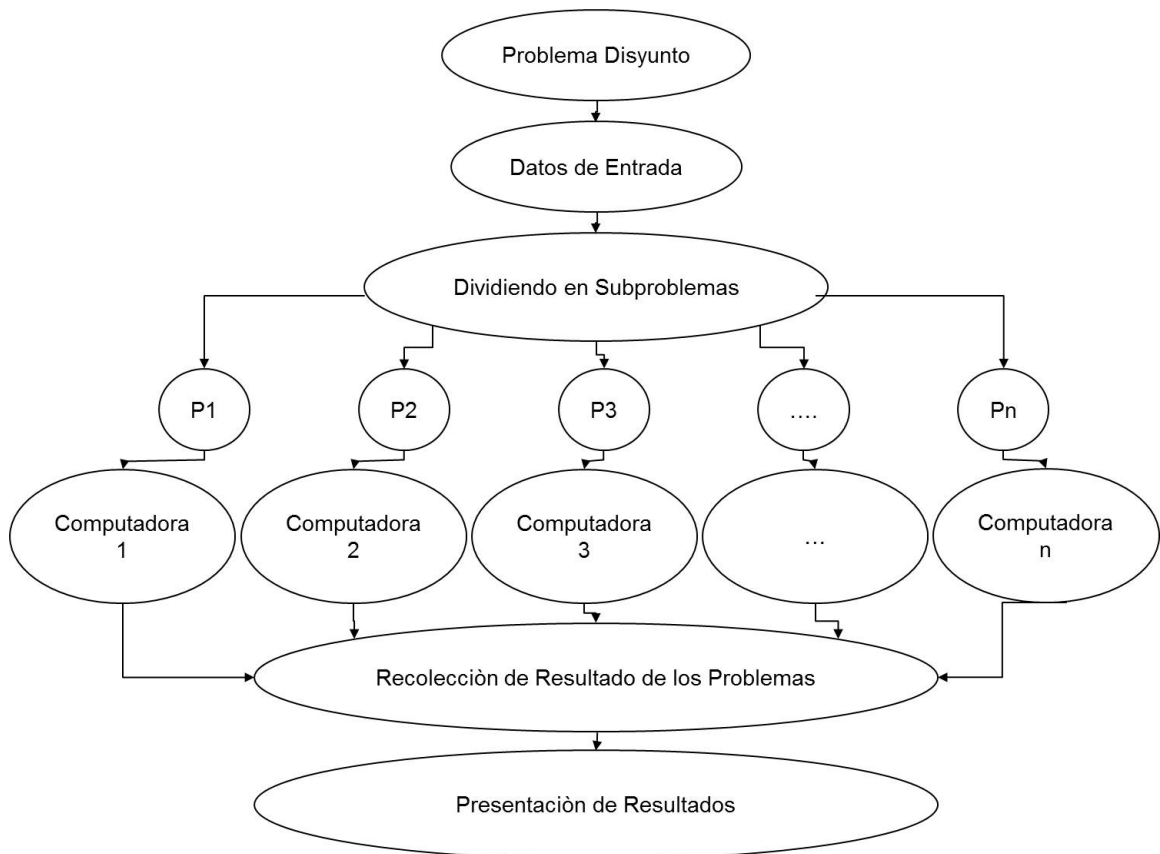 Problema Disyunto
Datos de Entrada
Dividiendo en Subproblemas
P1
P2
P3
....
Pn
Computadora
1
Computadora
2
Computadora
3
...
Computadora
n
Recolecciòn de Resultado de los Problemas
Presentaciòn de Resultados